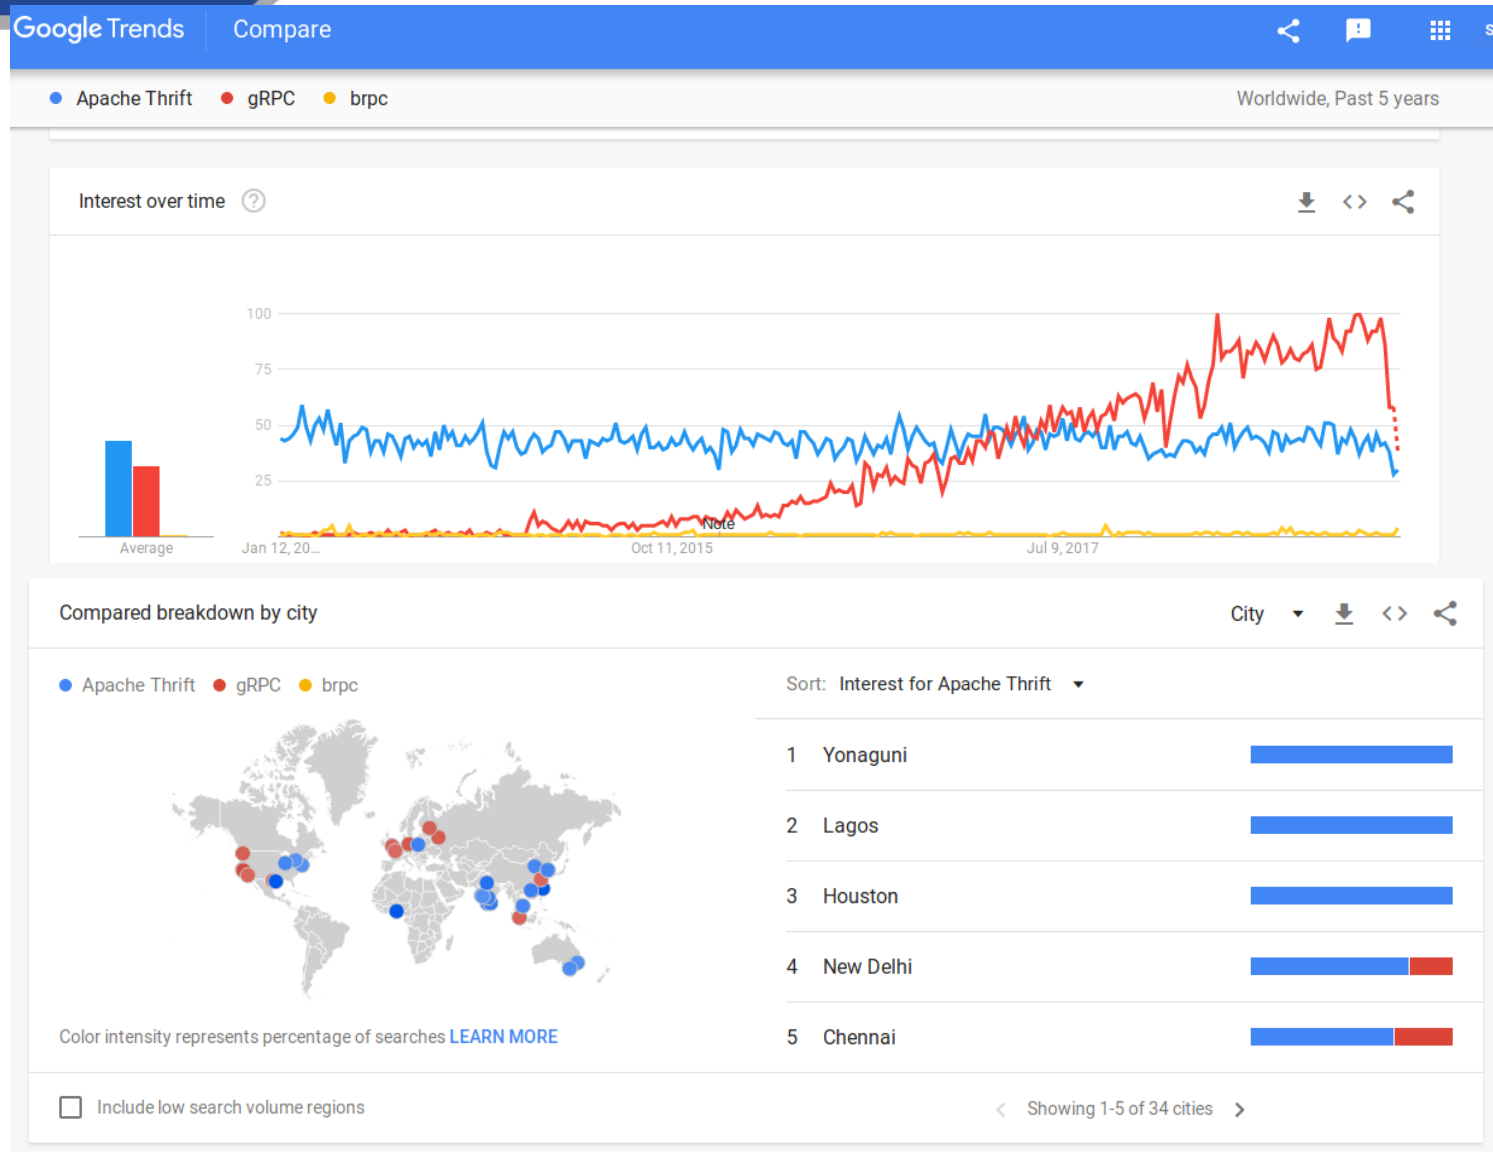 Google Trends Compare
Apache Thrift gRPC brpc Worldwide, Past 5 years
Interest over time
100
75
50
25
Note
Average Jan 12, 20... Oct 11, 2015 Jul 9, 2017
Compared breakdown by city City
Apache Thrift gRPC brpc
Sort: Interest for Apache Thrift
1 Yonaguni
2 Lagos
3 Houston
4 New Delhi
5 Chennai
Color intensity represents percentage of searches LEARN MORE
Include low search volume regions
Showing 1-5 of 34 cities